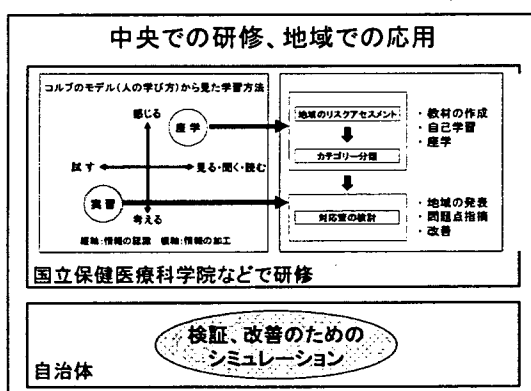 中央での研修、地域での応用
コルブのモデル(人の学び方)から見た学習方法
感じる
座学
試す
見る・聞く・読む
実習
考える
縦軸:情報の認識 横軸:情報の加工
地域のリスクアセスメント
カテゴリー分類
対応策の検討
・教材の作成
・自己学習
・座学
・地域の発表
・問題点指摘
・改善
国立保健医療科学院などで研修
検証、改善のための
シミュレーション
自治体